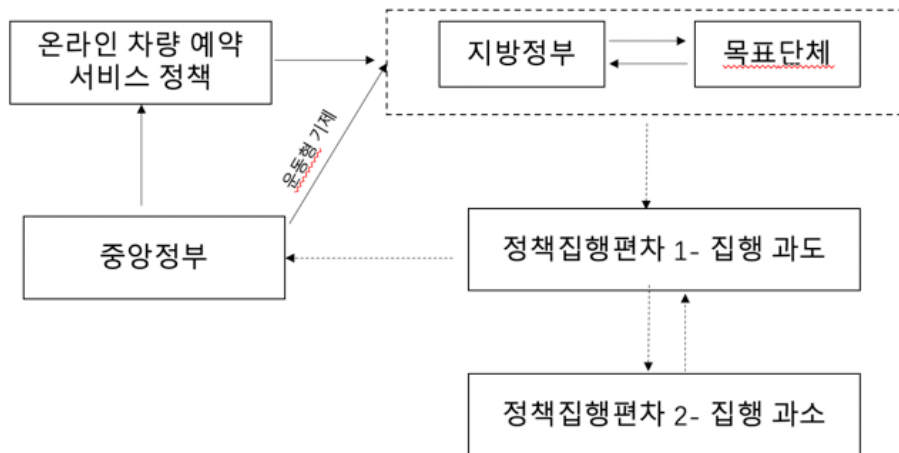 온라인 차량 예약
서비스 정책
지방정부
목표단체
운동형 기제
중앙정부
정책집행편차 1- 집행 과도
정책집행편차 2- 집행 과소